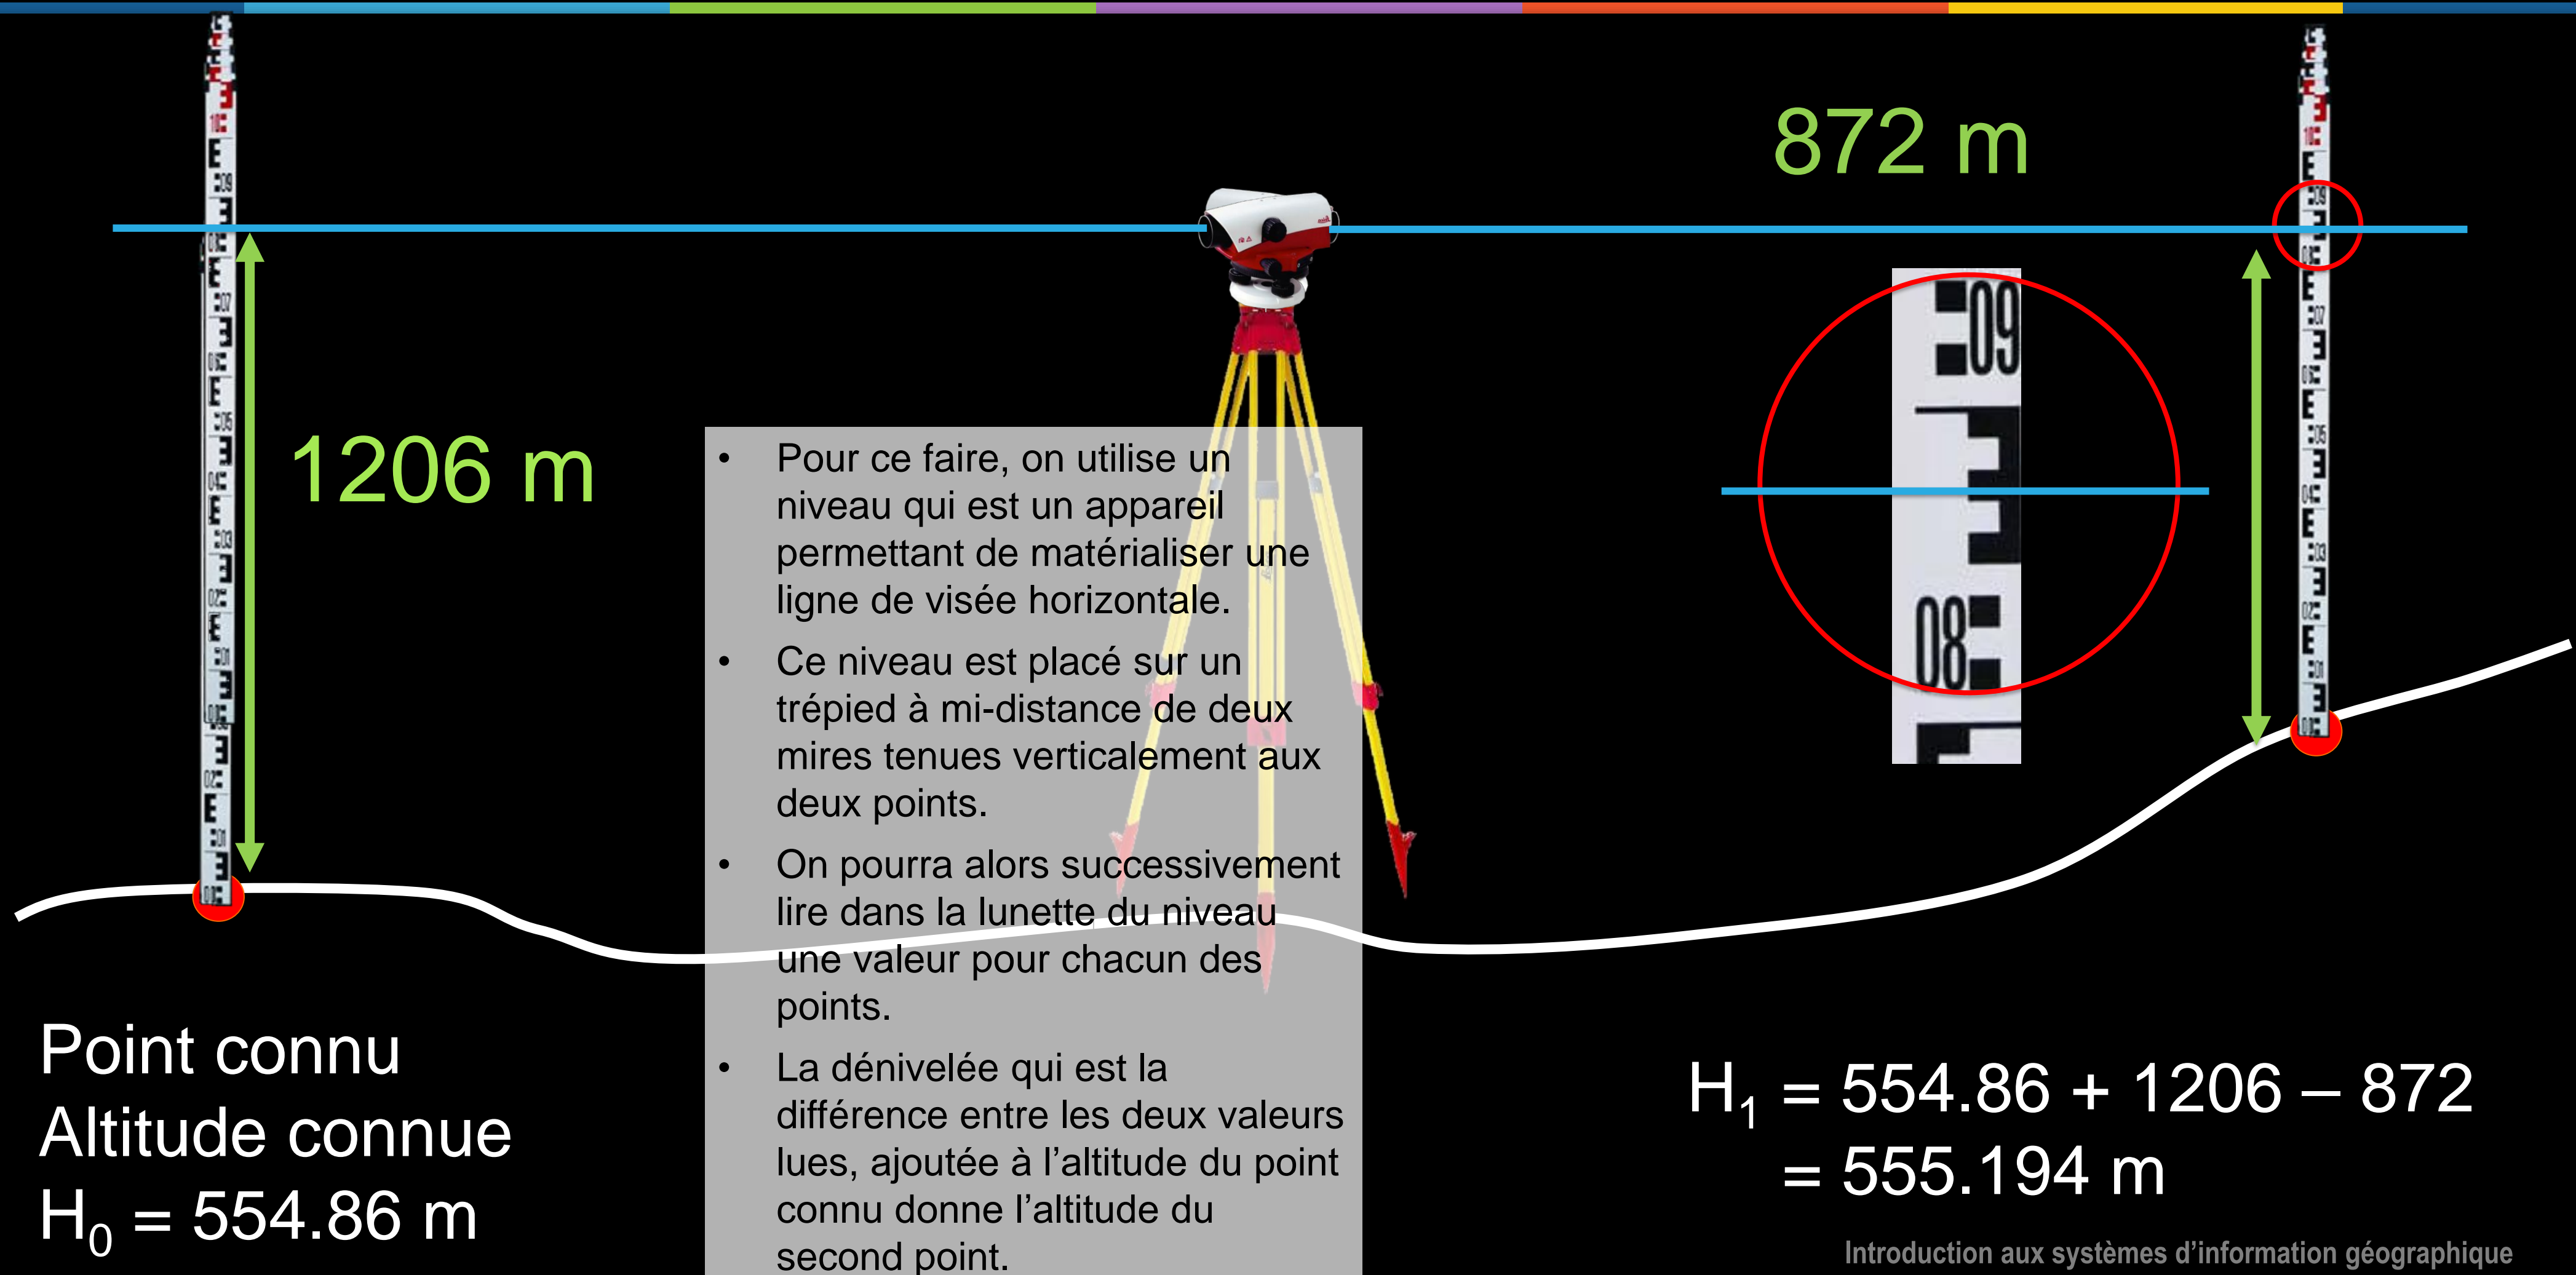 872 m
1206 m
09
08
• Pour ce faire, on utilise un
niveau qui est un appareil
permettant de matérialiser une
ligne de visée horizontale.
• Ce niveau est placé sur un
trépied à mi-distance de deux
mires tenues verticalement aux
deux points.
• On pourra alors successivement
lire dans la lunette du niveau
une valeur pour chacun des
points.
• La dénivelée qui est la
différence entre les deux valeurs
lues, ajoutée à l’altitude du point
connu donne l’altitude du
second point.
Point connu
Altitude connue
H₀ = 554.86 m
H₁ = 554.86 + 1206 – 872
= 555.194 m
Introduction aux systèmes d’information géographique